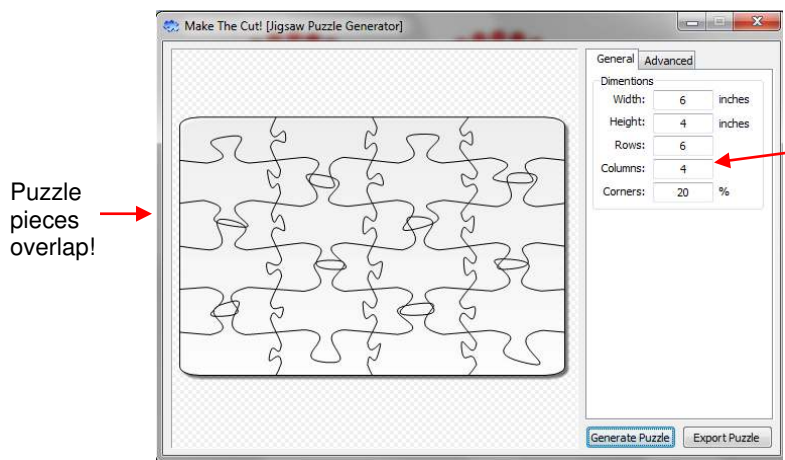 Make The Cut! [Jigsaw Puzzle Generator]
General Advanced
Dimentions
Width: 6 inches
Height: 4 inches
Rows: 6
Columns: 4
Corners: 20 %
Puzzle
pieces
overlap!
Generate Puzzle Export Puzzle